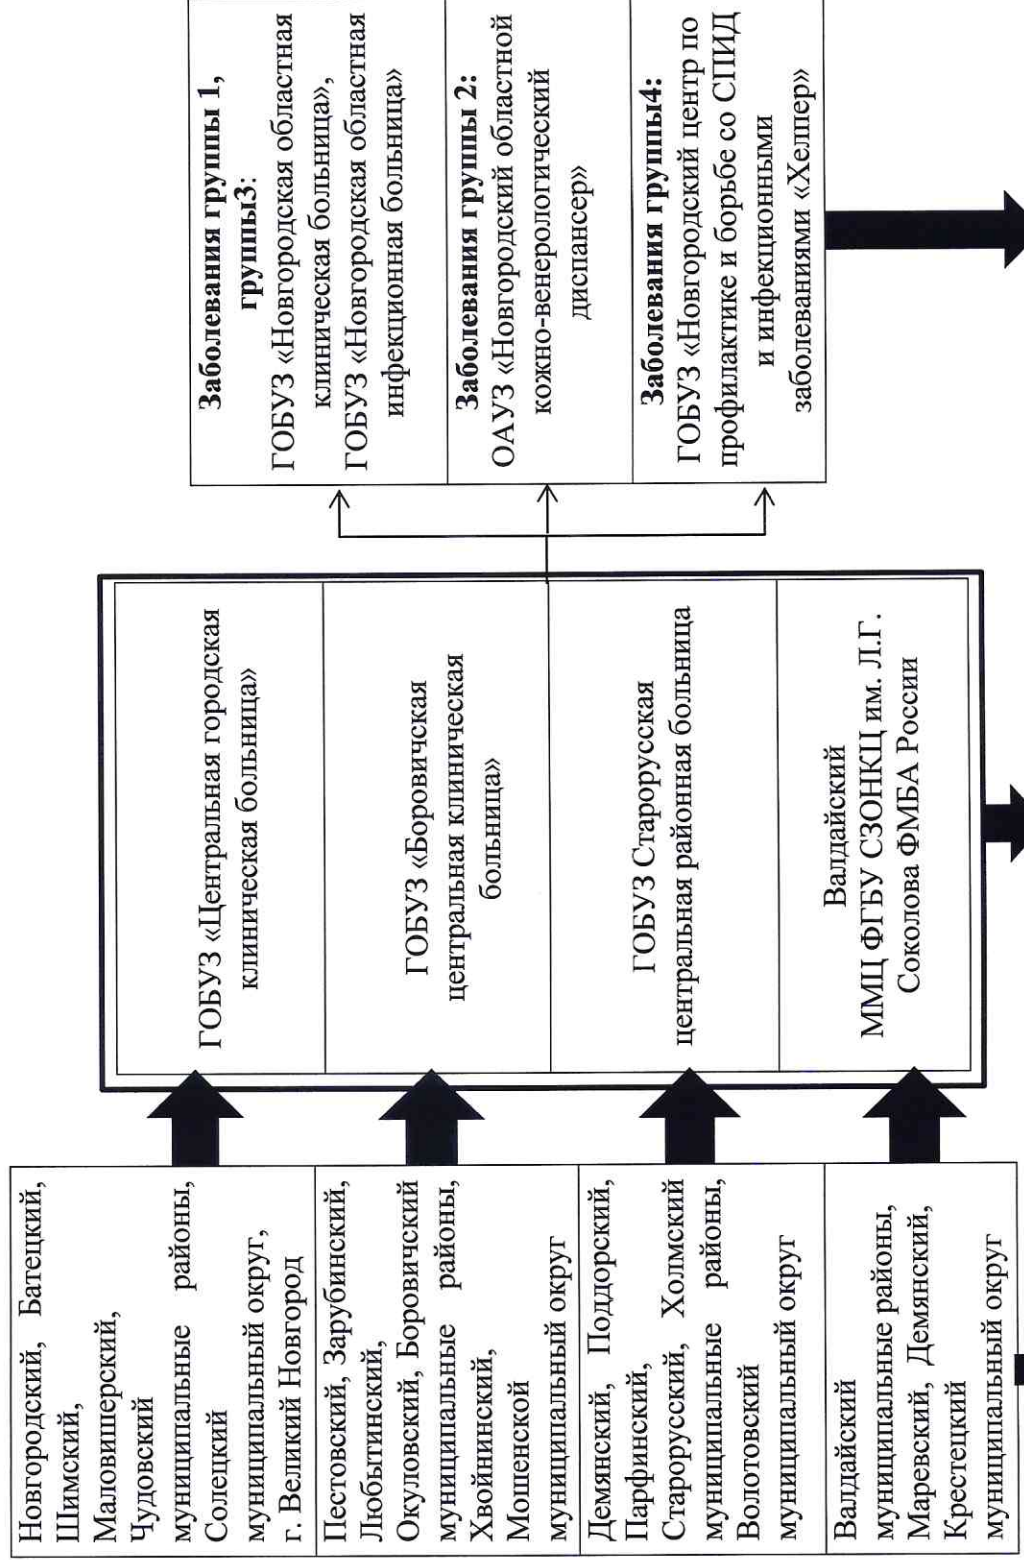 Новгородский, Батецкий,
Шимский,
Маловишерский,
Чудовский
муниципальные районы,
Солецкий
муниципальный округ,
г. Великий Новгород
Пестовский, Зарубинский,
Любытинский,
Окуловский, Боровичский
муниципальные районы,
Хвойнинский,
Мошенской
муниципальный округ
Демянский, Поддорский,
Парфинский,
Старорусский, Холмский
муниципальные районы,
Волотовский
муниципальный округ
Валдайский
муниципальные районы,
Маревский, Демянский,
Крестецкий
муниципальный округ
ГОБУЗ «Центральная городская
клиническая больница»
ГОБУЗ «Боровичская
центральная клиническая
больница»
ГОБУЗ Старорусская
центральная районная больница
Валдайский
ММЦ ФГБУ СЗОНКЦ им. Л.Г.
Соколова ФМБА России
Заболевания группы 1,
группы3:
ГОБУЗ «Новгородская областная
клиническая больница»,
ГОБУЗ «Новгородская областная
инфекционная больница»
Заболевания группы 2:
ОАУЗ «Новгородский областной
кожно-венерологический
диспансер»
Заболевания группы4:
ГОБУЗ «Новгородский центр по
профилактике и борьбе со СПИД
и инфекционными
заболеваниями «Хелпер»